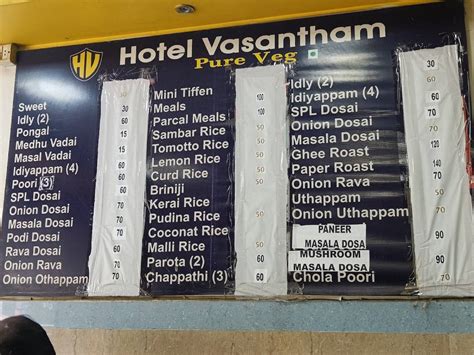 HV
Hotel Vasantham
Pure Veg
Sweet
Idly (2)
Pongal
Medhu Vadai
Masal Vadai
Idiyappam (4)
Poori (3)
SPL Dosai
Onion Dosai
Masala Dosai
Podi Dosai
Rava Dosai
Onion Rava
Onion Uthappam
30
60
15
15
60
60
50
70
70
60
60
70
70
Mini Tiffen
Meals
Parcal Meals
Sambar Rice
Tomotto Rice
Lemon Rice
Curd Rice
Brinji
Kerai Rice
Pudina Rice
Coconut Rice
Malli Rice
Parota (2)
Chappathi (3)
100
100
50
50
50
50
50
50
50
50
60
60
Idly (2)
Idiyappam (4)
SPL Dosai
Onion Dosai
Masala Dosai
Ghee Roast
Paper Roast
Onion Rava
Uthappam
Onion Uthappam
PANEER
MASALA DOSA
MUSHROOM
MASALA DOSA
Chola Poori
30
60
60
70
120
140
70
70
70
90
90
70